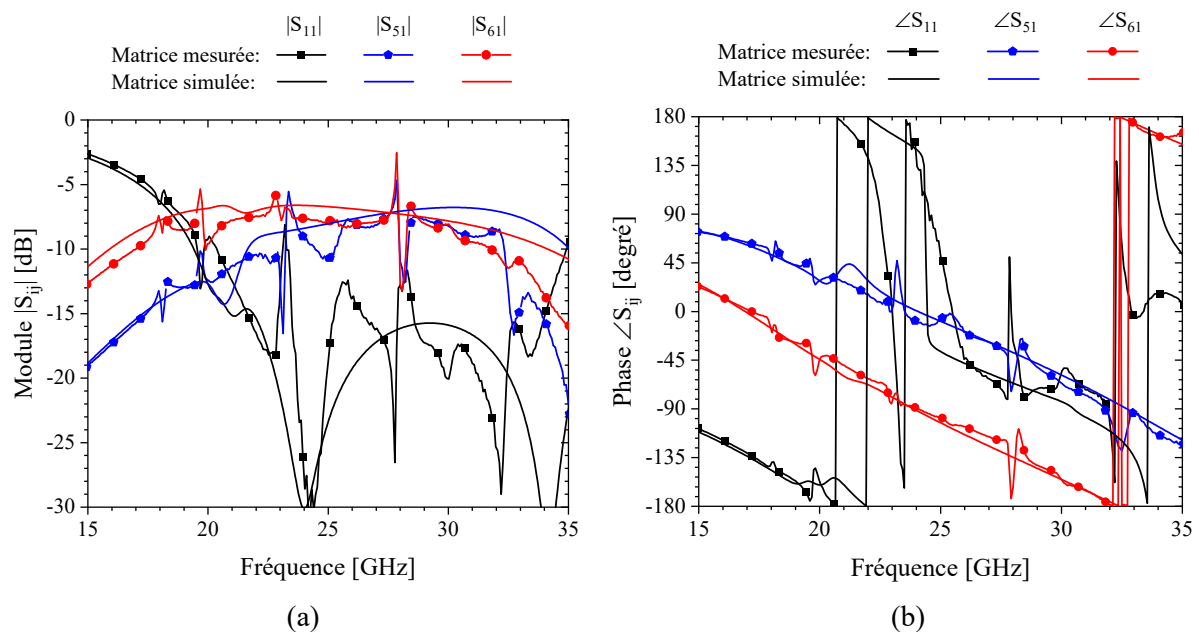 |S11| |S51| |S61|
Matrice mesurée:
Matrice simulée:
0
-5
-10
-15
-20
-25
-30
15 20 25 30 35
Module |Sij| [dB]
Fréquence [GHz]
(a)
∠S11 ∠S51 ∠S61
Matrice mesurée:
Matrice simulée:
180
135
90
45
0
-45
-90
-135
-180
15 20 25 30 35
Phase ∠Sij [degré]
Fréquence [GHz]
(b)